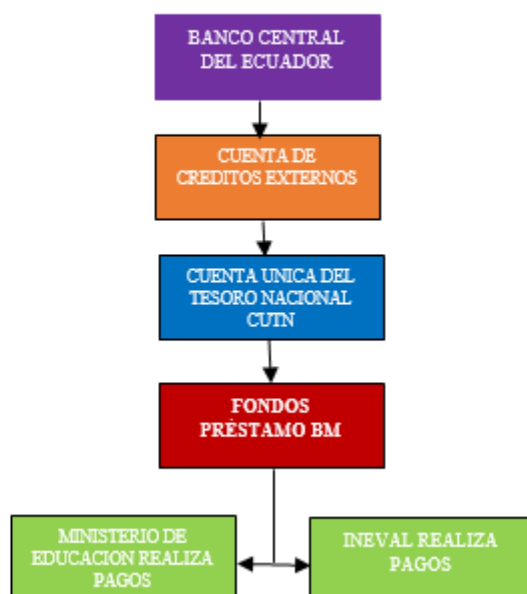 BANCO CENTRAL
DEL ECUADOR
CUENTA DE
CREDITOS EXTERNOS
CUENTA UNICA DEL
TESORO NACIONAL
CUTN
FONDOS
PRÉSTAMO BM
MINISTERIO DE
EDUCACION REALIZA
PAGOS
INEVAL REALIZA
PAGOS